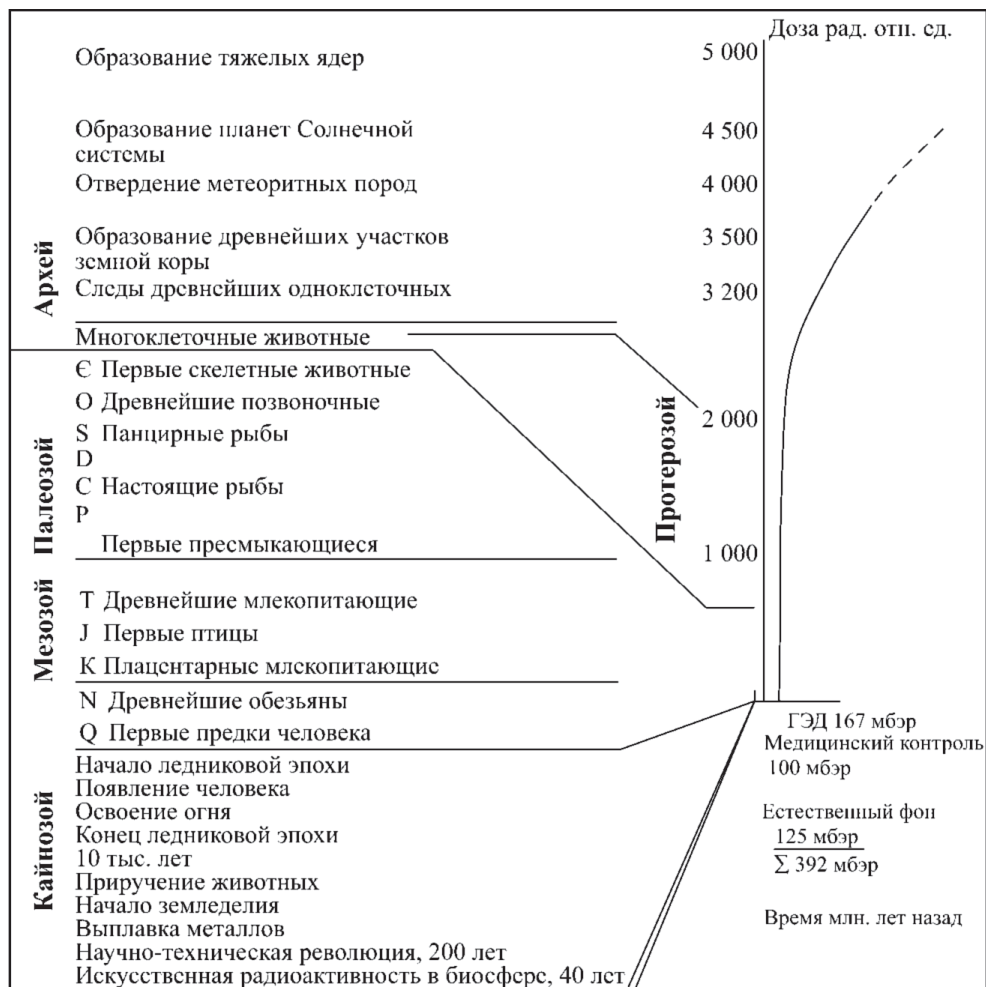 Доза рад. отн. ед.
5 000
Образование тяжелых ядер
Образование планет Солнечной
системы
4 500
Отвердение метеоритных пород
4 000
Архей
Образование древнейших участков
земной коры
3 500
Следы древнейших одноклеточных
3 200
Многоклеточные животные
Палеозой
Є Первые скелетные животные
О Древнейшие позвоночные
S Панцирные рыбы
D
С Настоящие рыбы
Р
Первые пресмыкающиеся
Протерозой
2 000
1 000
Мезозой
Т Древнейшие млекопитающие
J Первые птицы
К Плацентарные млекопитающие
N Древнейшие обезьяны
Q Первые предки человека
Кайнозой
Начало ледниковой эпохи
Появление человека
Освоение огня
Конец ледниковой эпохи
10 тыс. лет
Приручение животных
Начало земледелия
Выплавка металлов
Научно-техническая революция, 200 лет
Искусственная радиоактивность в биосфере, 40 лет
ГЭД 167 мбэр
Медицинский контроль
100 мбэр
Естественный фон
125 мбэр
∑ 392 мбэр
Время млн. лет назад